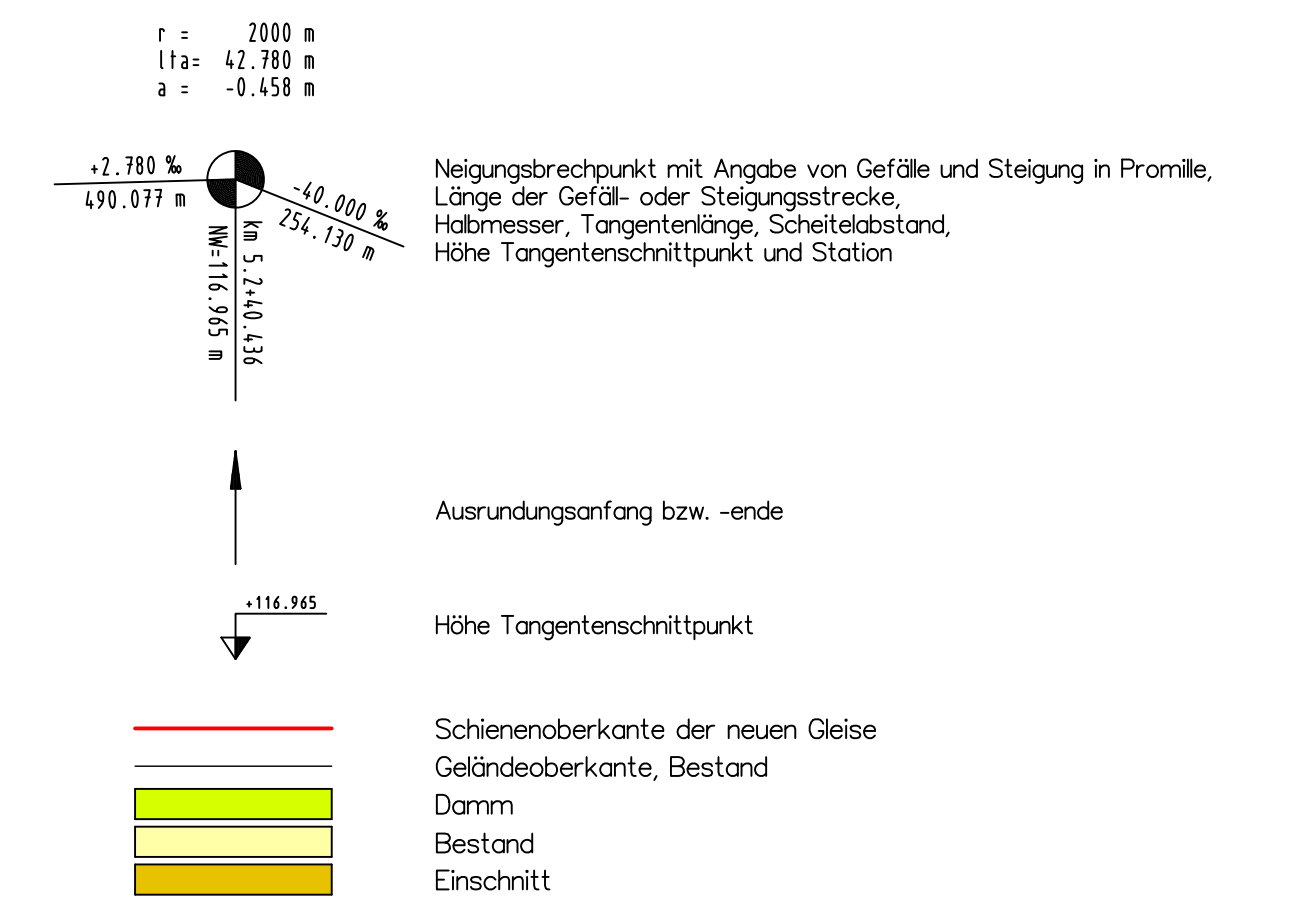 r = 2000 m
lta= 42.780 m
a = -0.458 m
+2.780 ‰
490.077 m
-40.000 ‰
254.130 m
NW=116.965 m
km 5.2+40.436
Neigungsbrechpunkt mit Angabe von Gefälle und Steigung in Promille,
Länge der Gefäll- oder Steigungsstrecke,
Halbmesser, Tangentenlänge, Scheitelabstand,
Höhe Tangentenschnittpunkt und Station
Ausrundungsanfang bzw. -ende
+116.965
Höhe Tangentenschnittpunkt
Schienenoberkante der neuen Gleise
Geländeoberkante, Bestand
Damm
Bestand
Einschnitt